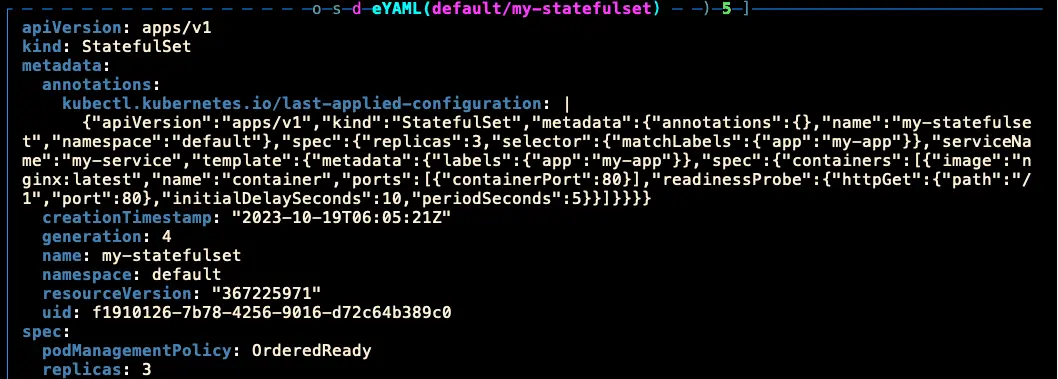 o s d eYAML(default/my-statefulset) ) 5 ]
apiVersion: apps/v1
kind: StatefulSet
metadata:
  annotations:
    kubectl.kubernetes.io/last-applied-configuration: |
      {"apiVersion":"apps/v1","kind":"StatefulSet","metadata":{"annotations":{},"name":"my-statefulse
t","namespace":"default"},"spec":{"replicas":3,"selector":{"matchLabels":{"app":"my-app"}},"serviceNa
me":"my-service","template":{"metadata":{"labels":{"app":"my-app"}},"spec":{"containers":[{"image":"n
ginx:latest","name":"container","ports":[{"containerPort":80}],"readinessProbe":{"httpGet":{"path":"/
1","port":80},"initialDelaySeconds":10,"periodSeconds":5}}]}}}}
  creationTimestamp: "2023-10-19T06:05:21Z"
  generation: 4
  name: my-statefulset
  namespace: default
  resourceVersion: "367225971"
  uid: f1910126-7b78-4256-9016-d72c64b389c0
spec:
  podManagementPolicy: OrderedReady
  replicas: 3